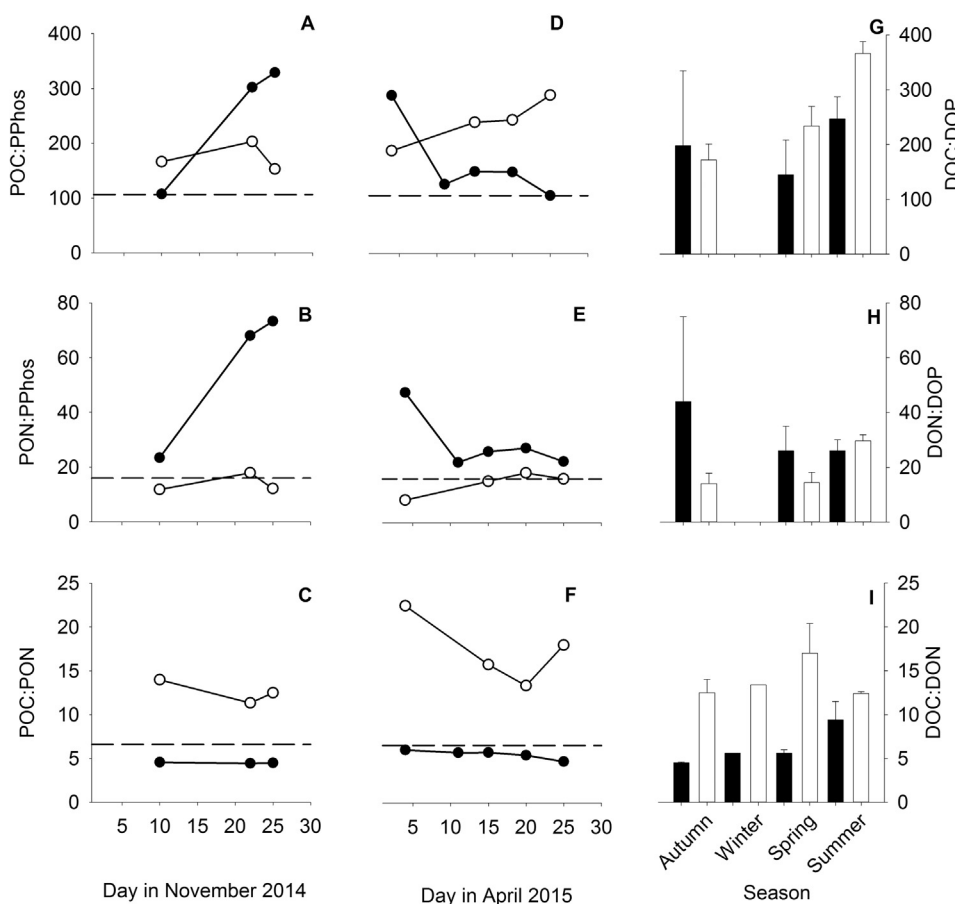 A
D
G
400
300
200
100
0
POC:PPhos
400
300
200
100
0
DOC:DOP
B
E
H
80
60
40
20
0
PON:PPhos
80
60
40
20
0
DON:DOP
C
F
I
25
20
15
10
5
0
POC:PON
25
20
15
10
5
0
DOC:DON
5 10 15 20 25 30
5 10 15 20 25 30
Autumn Winter Spring Summer
Day in November 2014
Day in April 2015
Season